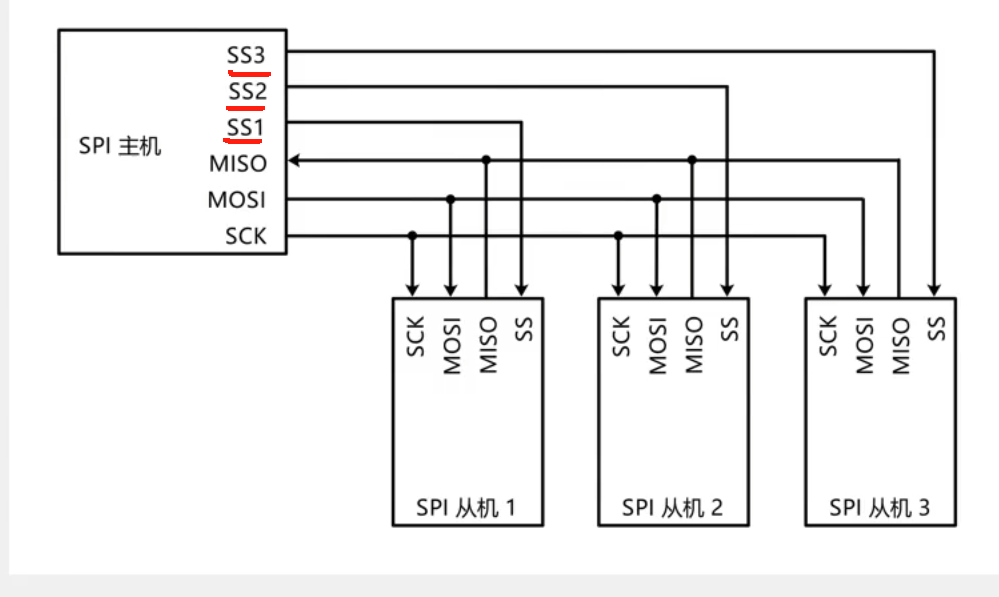 SS3
SS2
SS1
SPI 主机
MISO
MOSI
SCK
SCK
MOSI
MISO
SS
SCK
MOSI
MISO
SS
SCK
MOSI
MISO
SS
SPI 从机 1
SPI 从机 2
SPI 从机 3